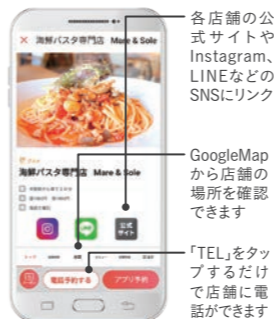 海鮮パスタ専門店 Mare & Sole
海鮮パスタ専門店 Mare & Sole
LINE
公式
サイト
電話予約する
アプリ予約
各店舗の公
式サイトや
Instagram、
LINEなどの
SNSにリンク
GoogleMap
から店舗の
場所を確認
できます
「TEL」をタッ
プするだけ
で店舗に電
話ができます